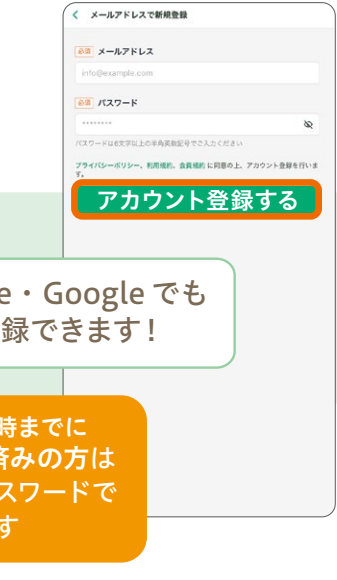 メールアドレスで新規登録
必須 メールアドレス
info@example.com
必須 パスワード
********
パスワードは8文字以上の半角英数記号でご入力ください
プライバシーポリシー、利用規約、会員規約 に同意の上、アカウント登録を行いま
す。
アカウント登録する
e・Google でも
録できます！
時までに
済みの方は
スワードで
す